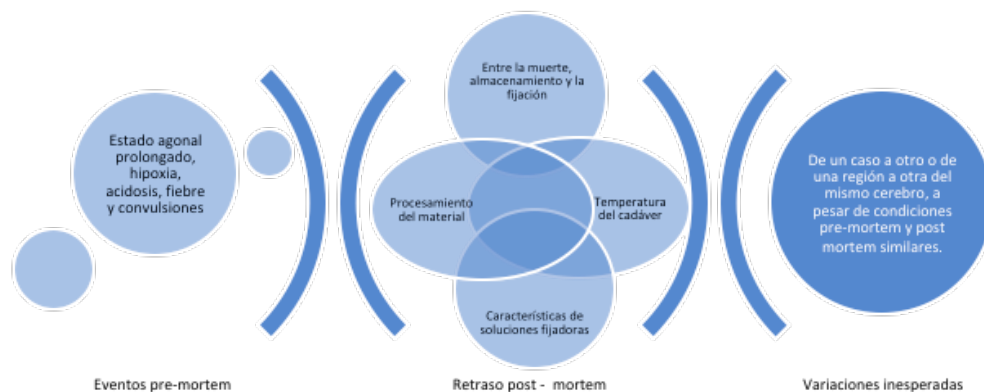 Estado agonal
prolongado,
hipoxia,
acidosis, fiebre
y convulsiones
Eventos pre-mortem
Entre la muerte,
almacenamiento y la
fijación
Procesamiento
del material
Temperatura
del cadáver
Características de
soluciones fijadoras
Retraso post - mortem
De un caso a otro o de
una región a otra del
mismo cerebro, a
pesar de condiciones
pre-mortem y post
mortem similares.
Variaciones inesperadas